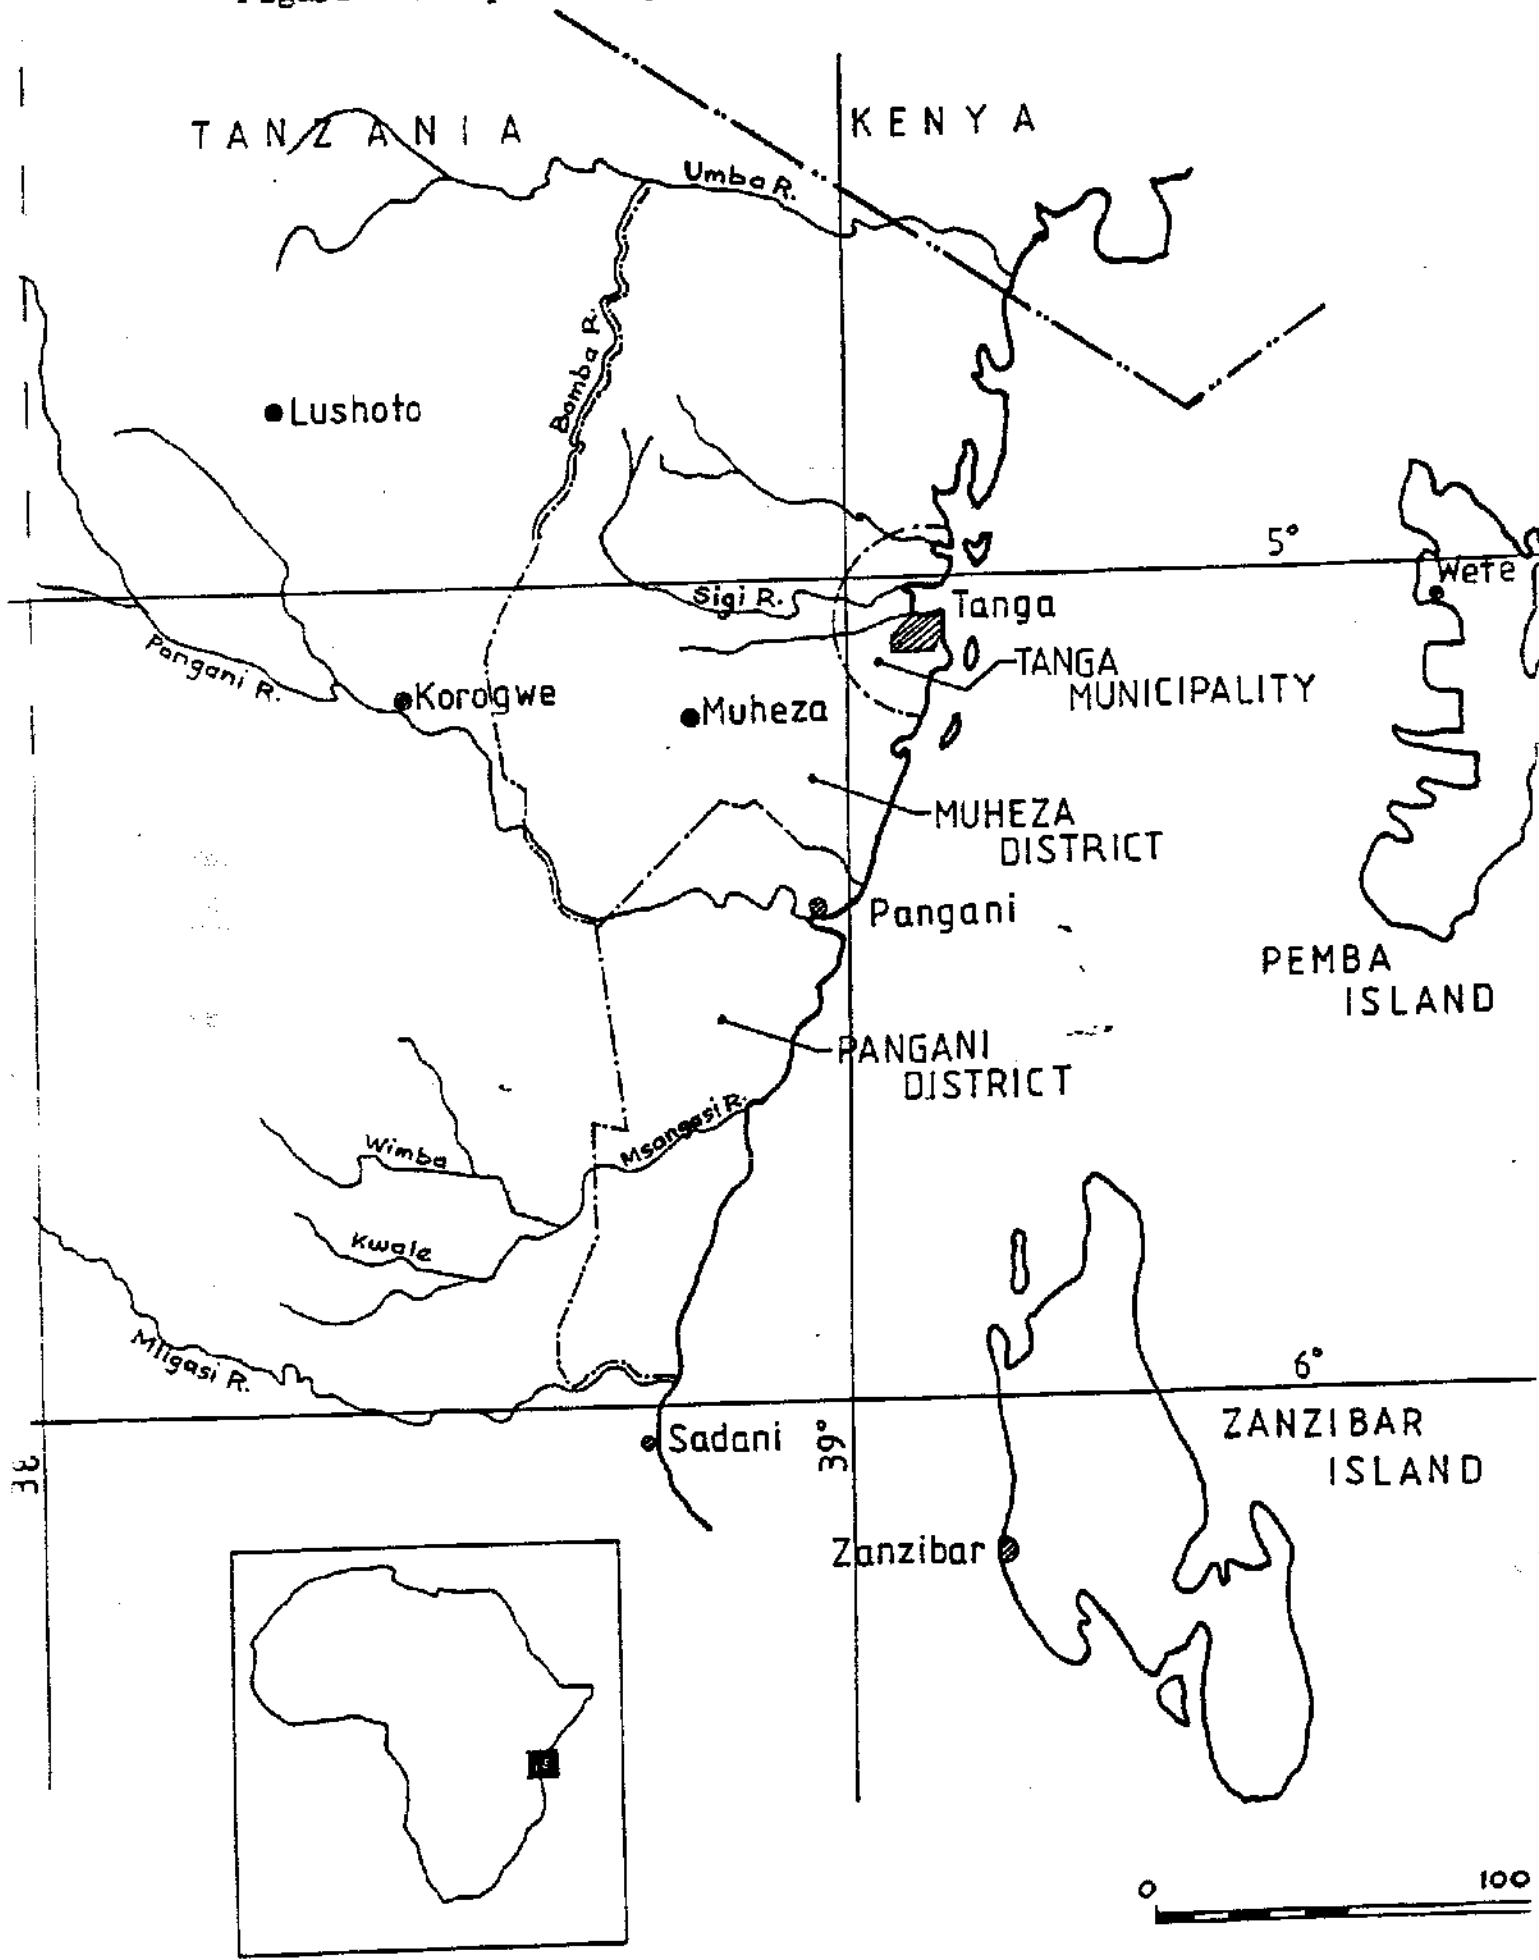 TANZANIA
KENYA
Umba R.
Bomba R.
Lushoto
5°
Wete
Sigi R.
Tanga
Pangani R.
TANGA
MUNICIPALITY
Korogwe
Muheza
MUHEZA
DISTRICT
Pangani
PEMBA
ISLAND
PANGANI
DISTRICT
Msangasi R.
Wimba
Kwale
Mligasi R.
6°
ZANZIBAR
ISLAND
Sadani
39°
38
Zanzibar
0
100